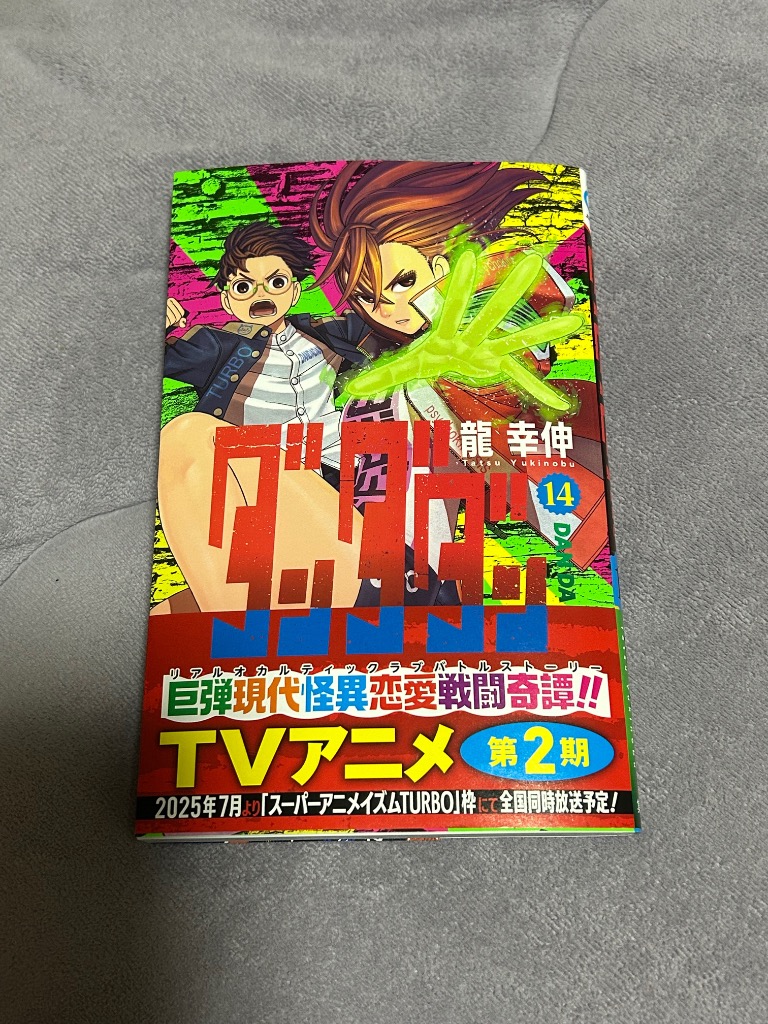 TURBO
龍 幸伸
Tatsu Yukinobu
14
ダンダダン
DANDA
リアルオカルティックラブバトルストーリー
巨弾現代怪異恋愛戦闘奇譚!!
TVアニメ 第2期
2025年7月より「スーパーアニメイズムTURBO」枠にて全国同時放送予定!